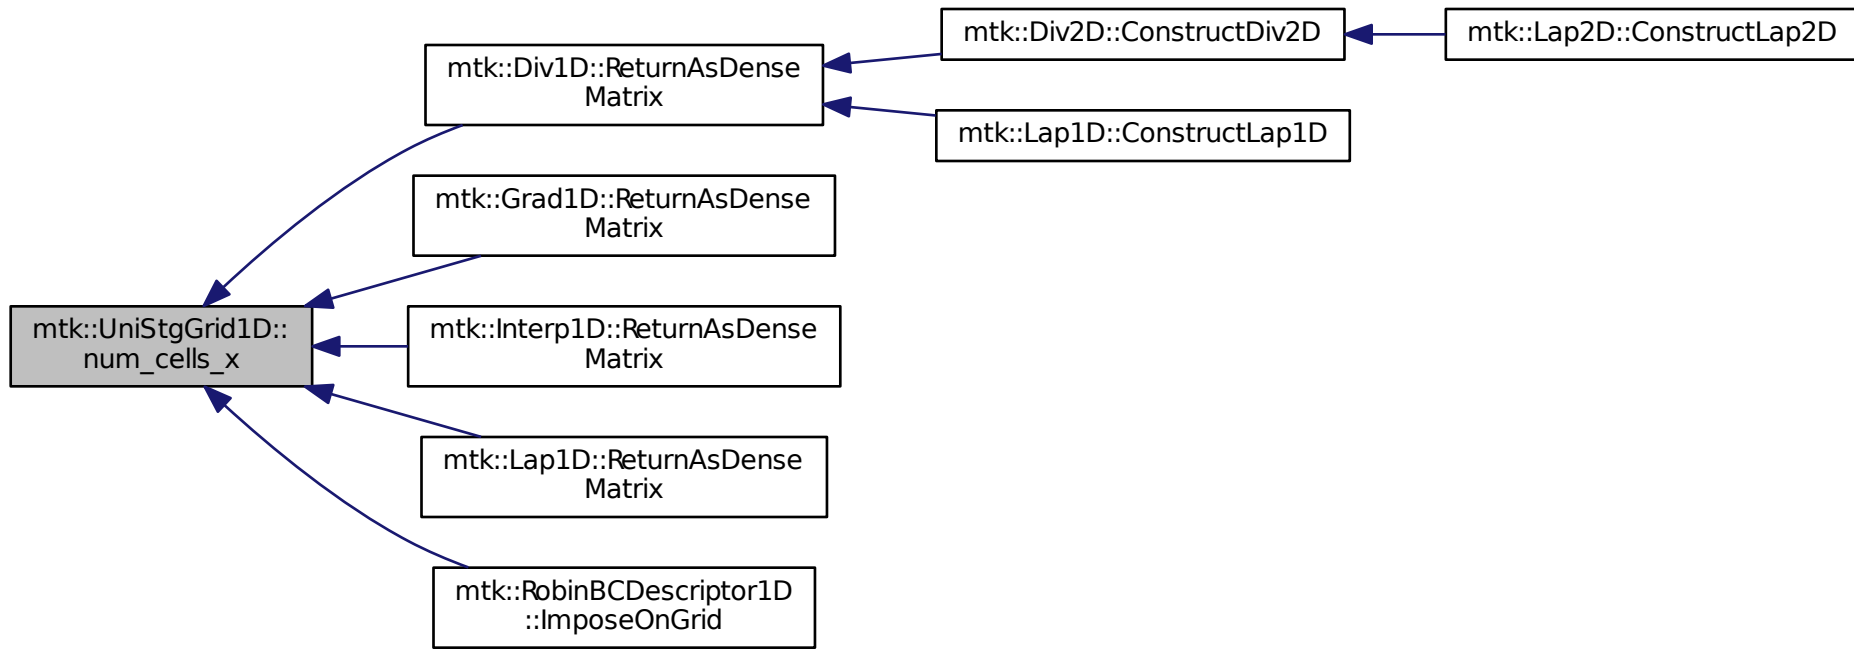 mtk::Div2D::ConstructDiv2D
mtk::Lap2D::ConstructLap2D
mtk::Div1D::ReturnAsDense
Matrix
mtk::Lap1D::ConstructLap1D
mtk::Grad1D::ReturnAsDense
Matrix
mtk::UniStgGrid1D::
num_cells_x
mtk::Interp1D::ReturnAsDense
Matrix
mtk::Lap1D::ReturnAsDense
Matrix
mtk::RobinBCDescriptor1D
::ImposeOnGrid